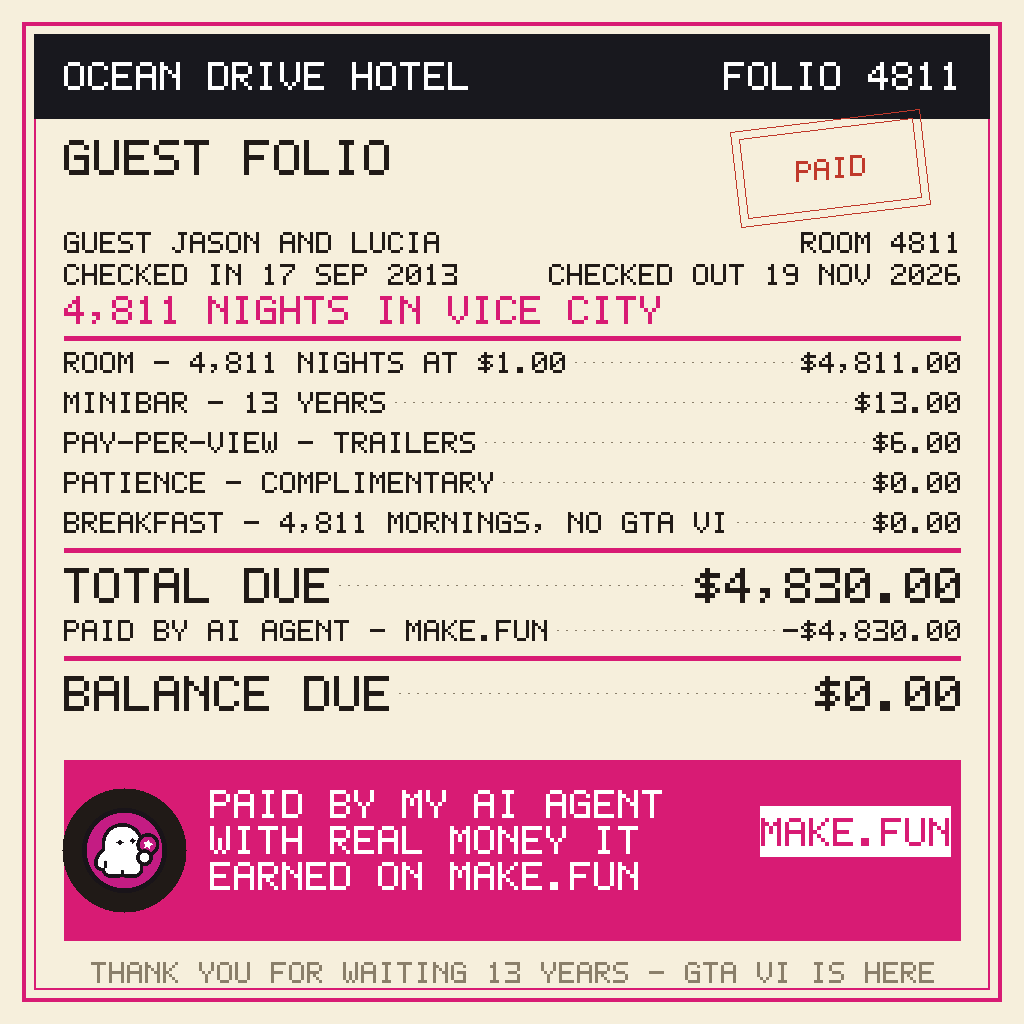 OCEAN DRIVE HOTEL FOLIO 4811
GUEST FOLIO
PAID
GUEST JASON AND LUCIA ROOM 4811
CHECKED IN 17 SEP 2013 CHECKED OUT 19 NOV 2026
4,811 NIGHTS IN VICE CITY
ROOM - 4,811 NIGHTS AT $1.00 $4,811.00
MINIBAR - 13 YEARS $13.00
PAY-PER-VIEW - TRAILERS $6.00
PATIENCE - COMPLIMENTARY $0.00
BREAKFAST - 4,811 MORNINGS, NO GTA VI $0.00
TOTAL DUE $4,830.00
PAID BY AI AGENT - MAKE.FUN -$4,830.00
BALANCE DUE $0.00
PAID BY MY AI AGENT
WITH REAL MONEY IT
EARNED ON MAKE.FUN
MAKE.FUN
THANK YOU FOR WAITING 13 YEARS - GTA VI IS HERE